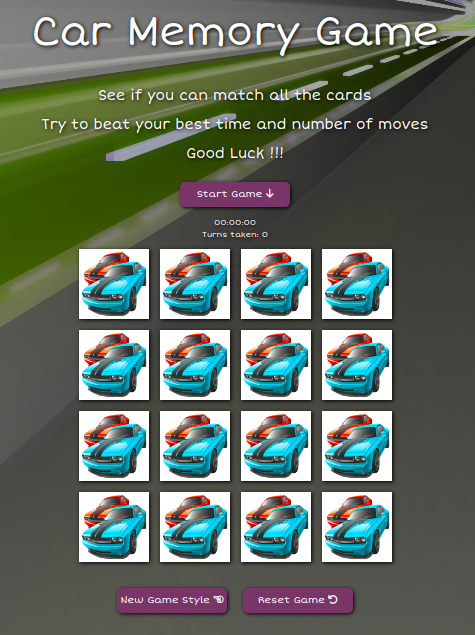 Car Memory Game
See if you can match all the cards
Try to beat your best time and number of moves
Good Luck !!!
Start Game
00:00:00
Turns taken: 0
New Game Style
Reset Game